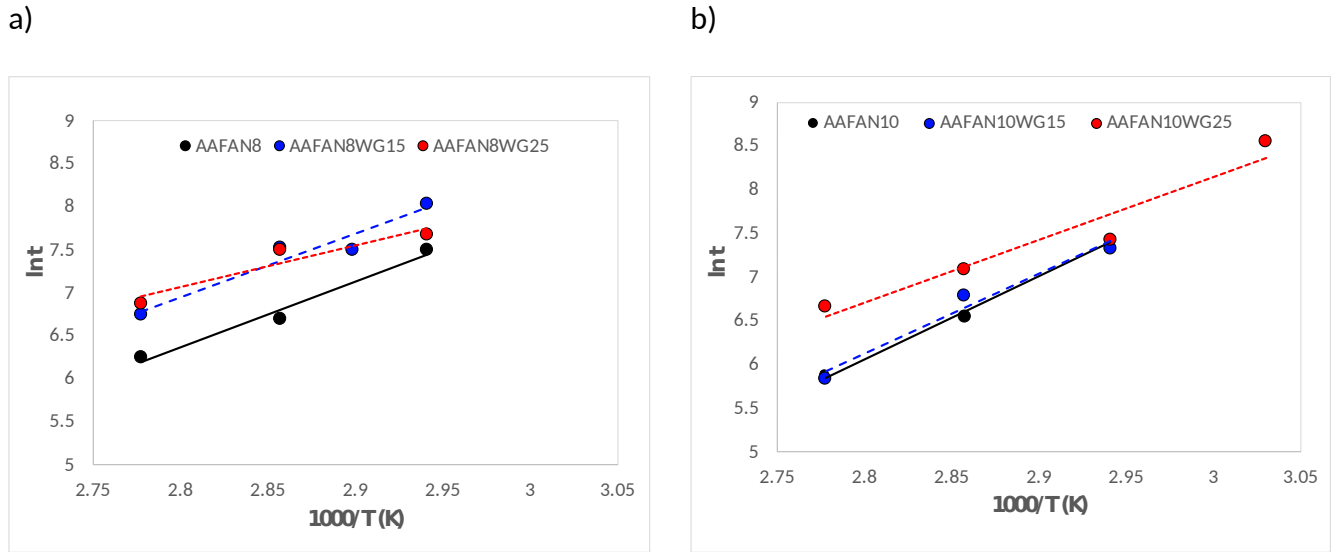 a)
b)
AAFAN8 AAFAN8WG15 AAFAN8WG25
9
8.5
8
7.5
7
6.5
6
5.5
5
lnt
2.75 2.8 2.85 2.9 2.95 3 3.05
1000/T (K)
AAFAN10 AAFAN10WG15 AAFAN10WG25
9
8.5
8
7.5
7
6.5
6
5.5
5
lnt
2.75 2.8 2.85 2.9 2.95 3 3.05
1000/T (K)